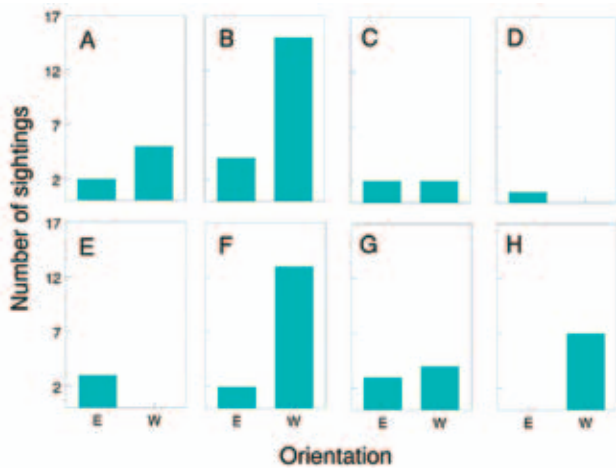 17
12
7
2
A
B
C
D
Number of sightings
17
12
7
2
E
F
G
H
E W E W E W E W
Orientation